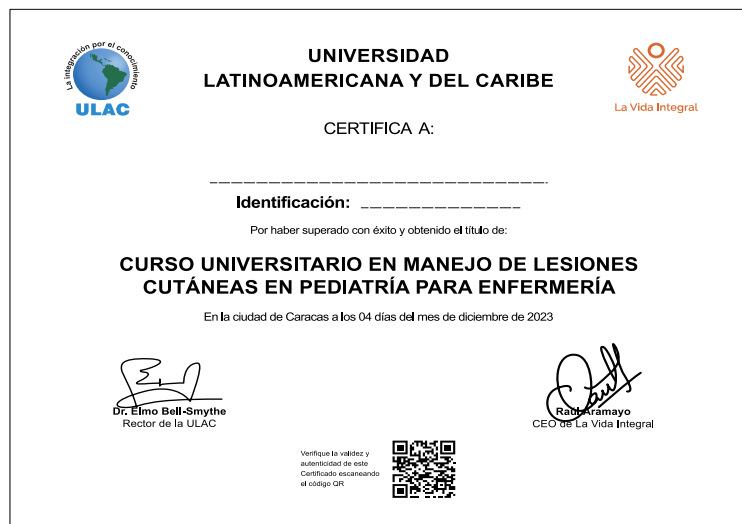 La integración por el conocimiento
ULAC
UNIVERSIDAD
LATINOAMERICANA Y DEL CARIBE
La Vida Integral
CERTIFICA A:
Identificación:
Por haber superado con éxito y obtenido el título de:
CURSO UNIVERSITARIO EN MANEJO DE LESIONES
CUTÁNEAS EN PEDIATRÍA PARA ENFERMERÍA
En la ciudad de Caracas a los 04 días del mes de diciembre de 2023
Dr. Elmo Bell-Smythe
Rector de la ULAC
Raúl Aramayo
CEO de La Vida Integral
Verifique la validez y
autenticidad de este
Certificado escaneando
el código QR